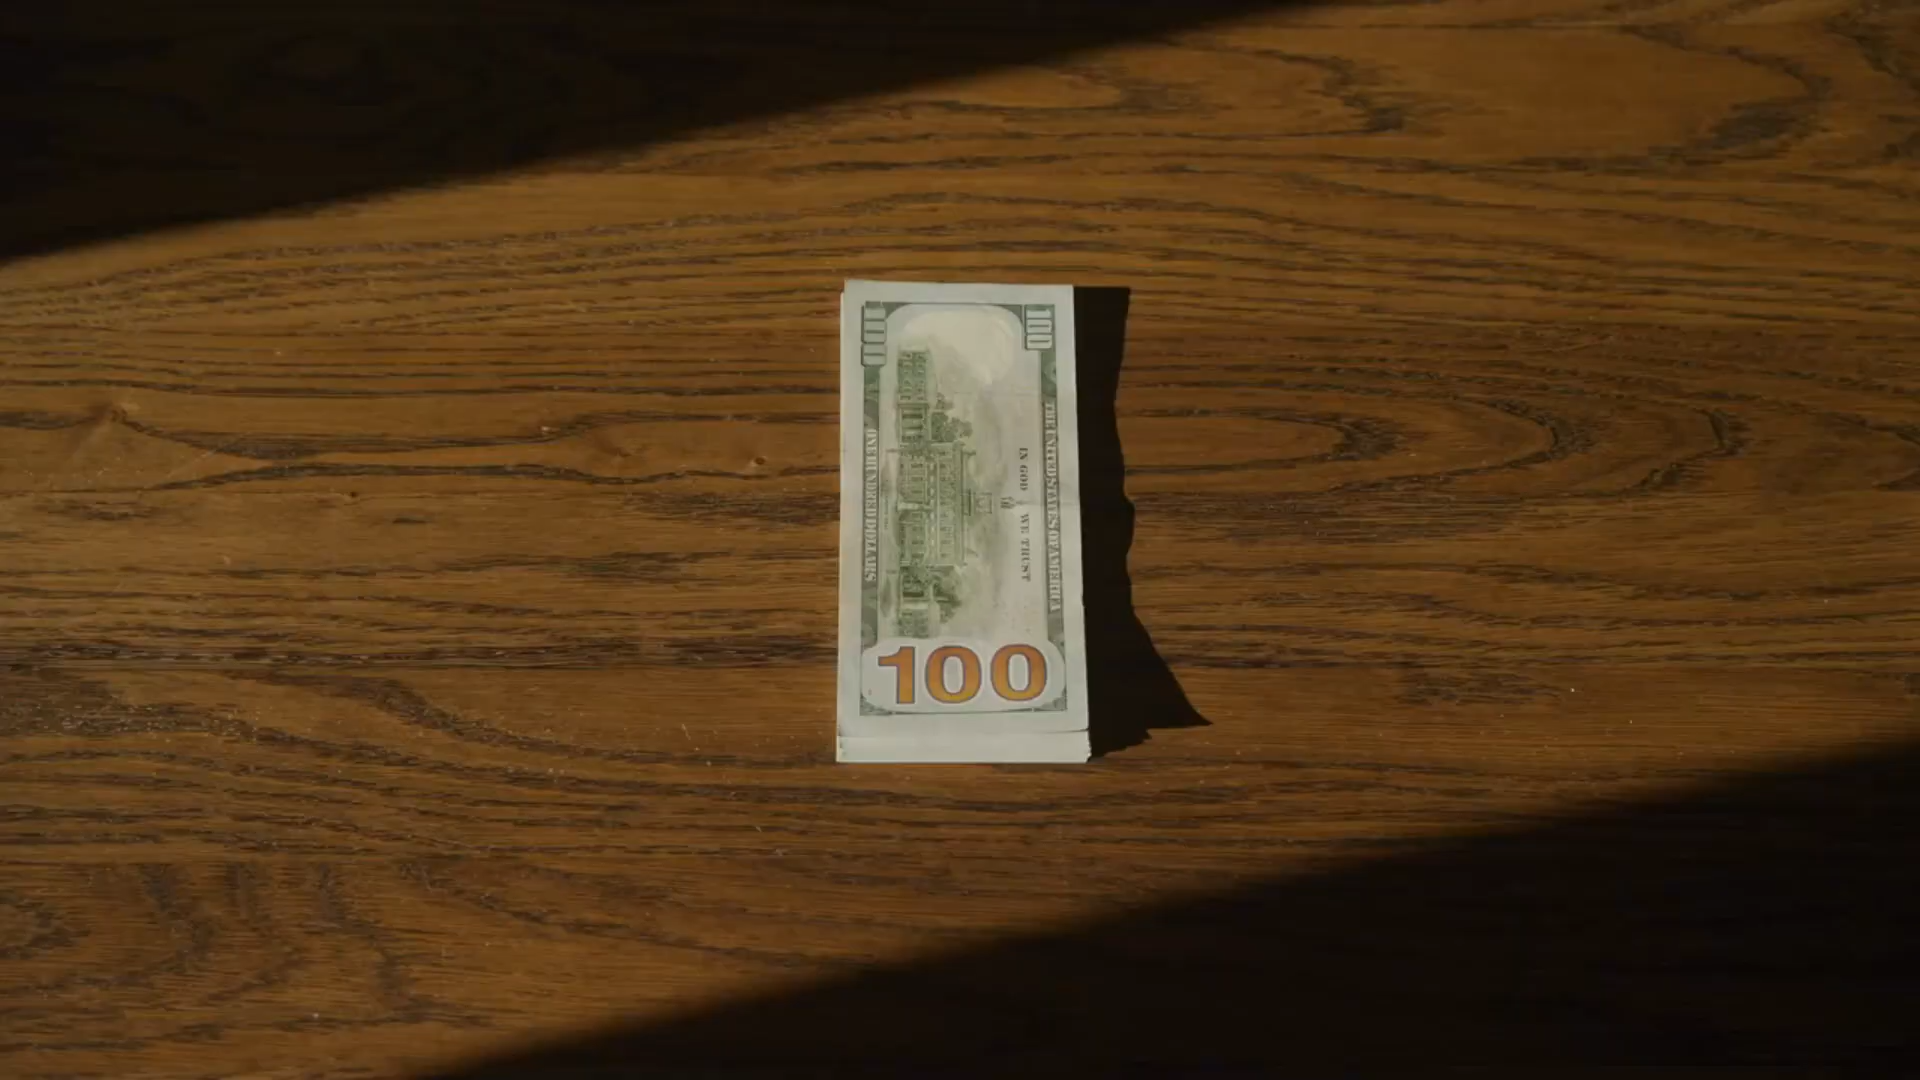 100
100
THE UNITED STATES OF AMERICA
IN GOD WE TRUST
ONE HUNDRED DOLLARS
100